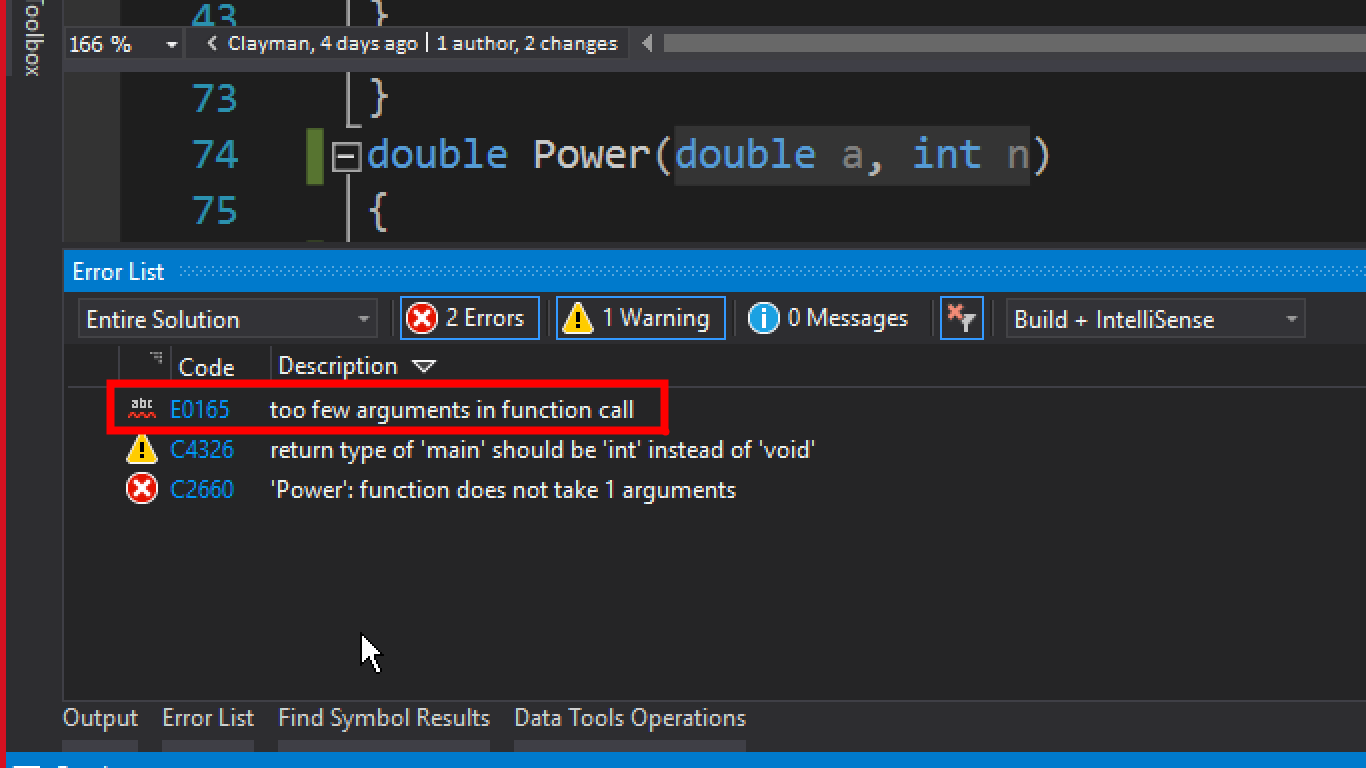 Toolbox
43 }
166 % Clayman, 4 days ago | 1 author, 2 changes
73 }
74 double Power(double a, int n)
75 {
Error List
Entire Solution 2 Errors 1 Warning 0 Messages Build + IntelliSense
Code Description
abc E0165 too few arguments in function call
C4326 return type of 'main' should be 'int' instead of 'void'
C2660 'Power': function does not take 1 arguments
Output Error List Find Symbol Results Data Tools Operations